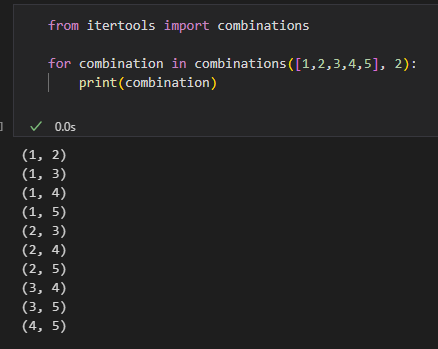 from itertools import combinations
for combination in combinations([1,2,3,4,5], 2):
    print(combination)
] ✓ 0.0s
(1, 2)
(1, 3)
(1, 4)
(1, 5)
(2, 3)
(2, 4)
(2, 5)
(3, 4)
(3, 5)
(4, 5)